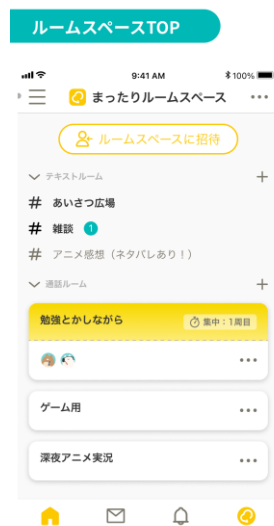 ルームスペースTOP
9:41 AM
100%
まったりルームスペース
ルームスペースに招待
テキストルーム
# あいさつ広場
# 雑談 1
# アニメ感想（ネタバレあり！）
通話ルーム
勉強とかしながら
集中：1周目
ゲーム用
深夜アニメ実況